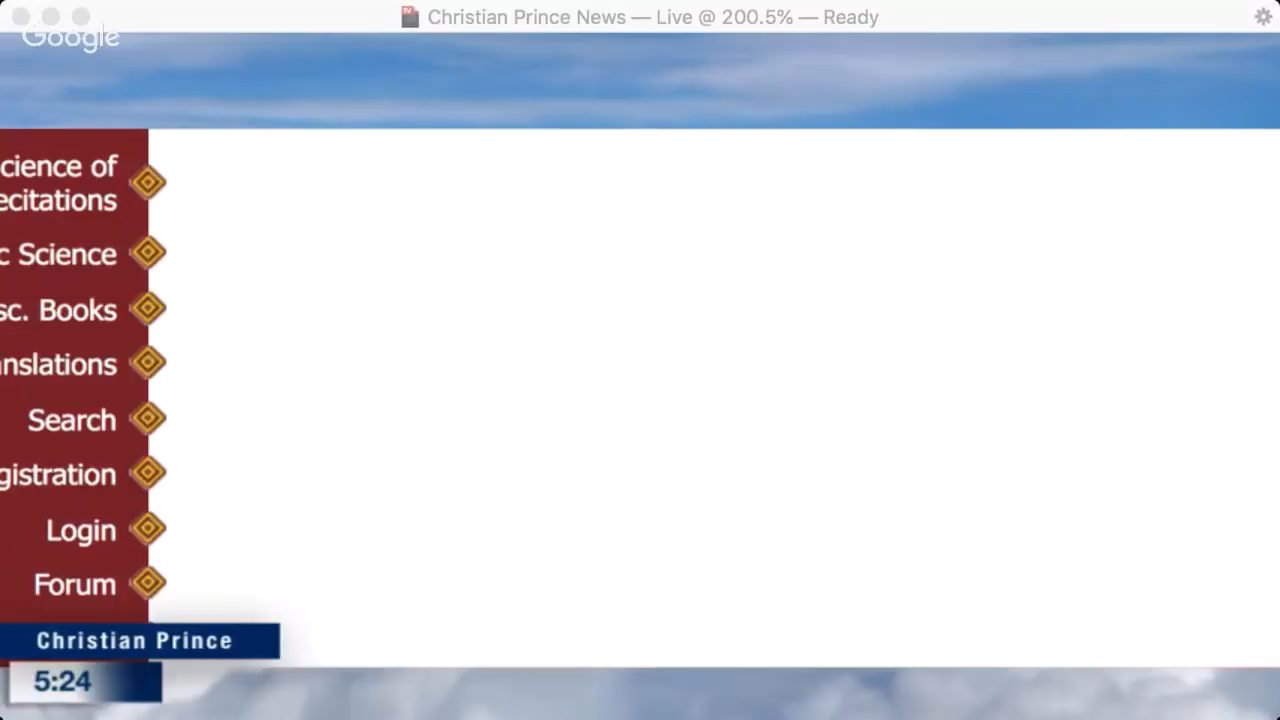 Christian Prince News — Live @ 200.5% — Ready
Google
cience of
ecitations
c Science
sc. Books
anslations
Search
gistration
Login
Forum
Christian Prince
5:24